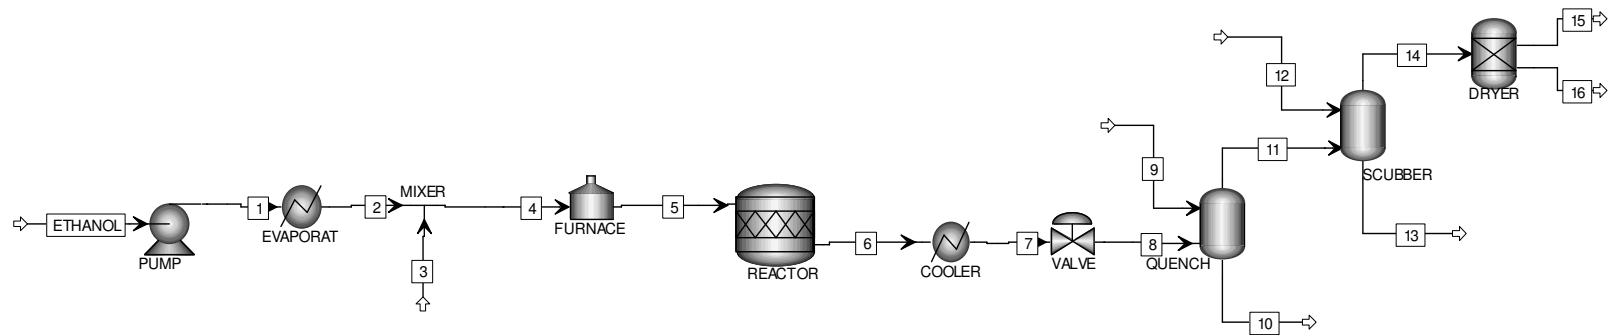 ETHANOL
PUMP
1
EVAPORAT
2
MIXER
3
4
FURNACE
5
REACTOR
6
COOLER
7
VALVE
8
QUENCH
9
10
11
12
SCUBBER
13
14
DRYER
15
16